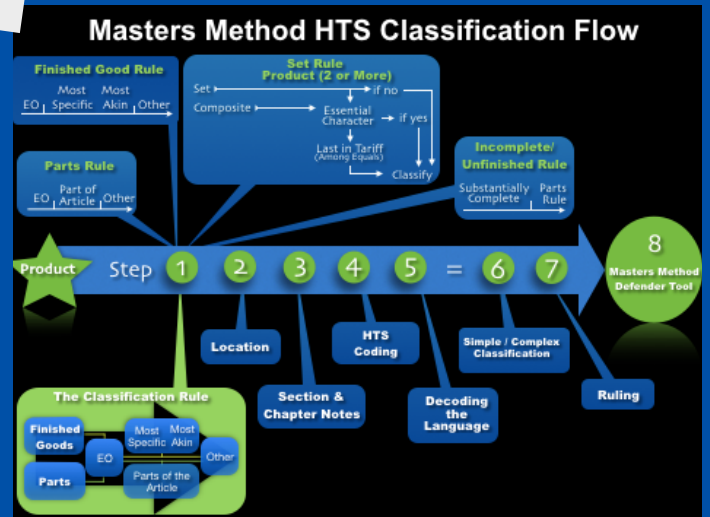 Masters Method HTS Classification Flow
Finished Good Rule
Most Most
EO Specific Akin Other
Set Rule
Product (2 or More)
Set if no
Composite Essential
Character if yes
Last in Tariff
(Among Equals)
Classify
Parts Rule
Part of
EO Article Other
Incomplete/
Unfinished Rule
Substantially Parts
Complete Rule
Product Step 1 2 3 4 5 = 6 7
8
Masters Method
Defender Tool
Location
Section &
Chapter Notes
HTS
Coding
Decoding
the
Language
Simple / Complex
Classification
Ruling
The Classification Rule
Finished
Goods
Parts
EO
Most Most
Specific Akin
Parts of the
Article
Other